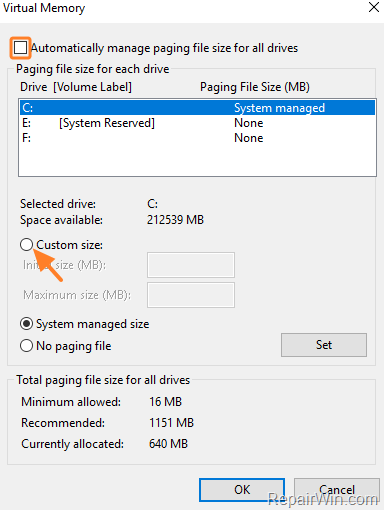 Virtual Memory
Automatically manage paging file size for all drives
Paging file size for each drive
Drive [Volume Label] Paging File Size (MB)
C: System managed
E: [System Reserved] None
F: None
Selected drive: C:
Space available: 212539 MB
Custom size:
Initial size (MB):
Maximum size (MB):
System managed size
No paging file
Set
Total paging file size for all drives
Minimum allowed: 16 MB
Recommended: 1151 MB
Currently allocated: 640 MB
OK Cancel
RepairWin.com